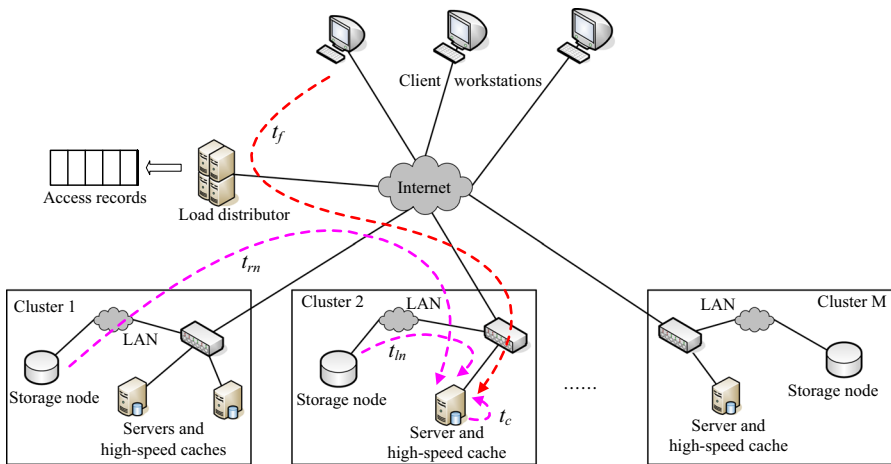 Client workstations
t_f
Internet
Access records
Load distributor
t_rn
Cluster 1
LAN
Storage node
Servers and
high-speed caches
Cluster 2
LAN
t_ln
Storage node
t_c
Server and
high-speed cache
......
LAN
Cluster M
Storage node
Server and
high-speed cache